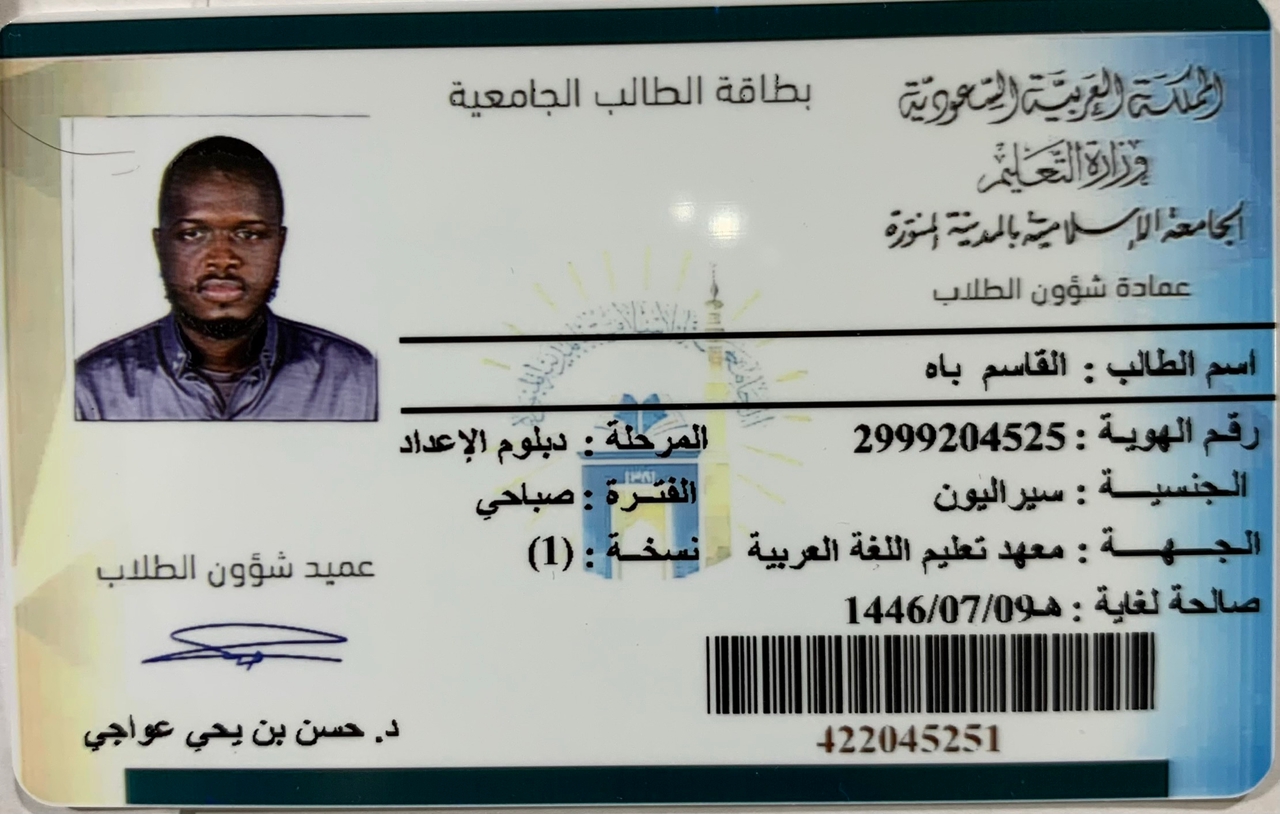 المملكة العربية السعودية
وزارة التعليم
الجامعة الإسلامية بالمدينة المنورة
عمادة شؤون الطلاب
بطاقة الطالب الجامعية
اسم الطالب : القاسم باه
رقم الهوية : 2999204525 المرحلة : دبلوم الإعداد
الجنسية : سيراليون الفترة : صباحي
الجهة : معهد تعليم اللغة العربية نسخة : (1)
صالحة لغاية : 1446/07/09هـ
422045251
عميد شؤون الطلاب
د. حسن بن يحي عواجي